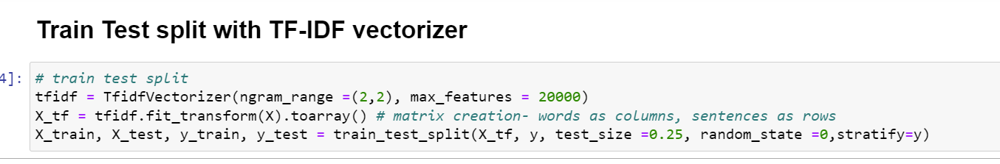 Train Test split with TF-IDF vectorizer
4]: # train test split
tfidf = TfidfVectorizer(ngram_range =(2,2), max_features = 20000)
X_tf = tfidf.fit_transform(X).toarray() # matrix creation- words as columns, sentences as rows
X_train, X_test, y_train, y_test = train_test_split(X_tf, y, test_size =0.25, random_state =0,stratify=y)